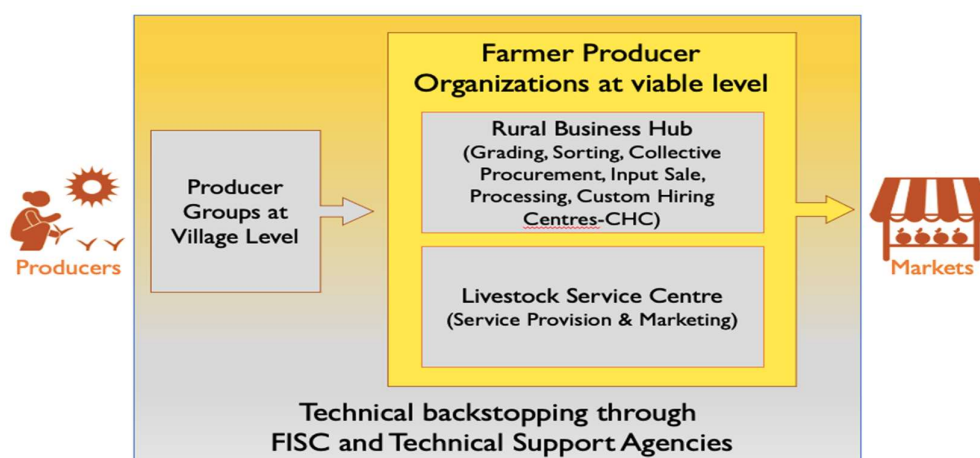 Producers
Producer
Groups at
Village Level
Farmer Producer
Organizations at viable level
Rural Business Hub
(Grading, Sorting, Collective
Procurement, Input Sale,
Processing, Custom Hiring
Centres-CHC)
Livestock Service Centre
(Service Provision & Marketing)
Markets
Technical backstopping through
FISC and Technical Support Agencies